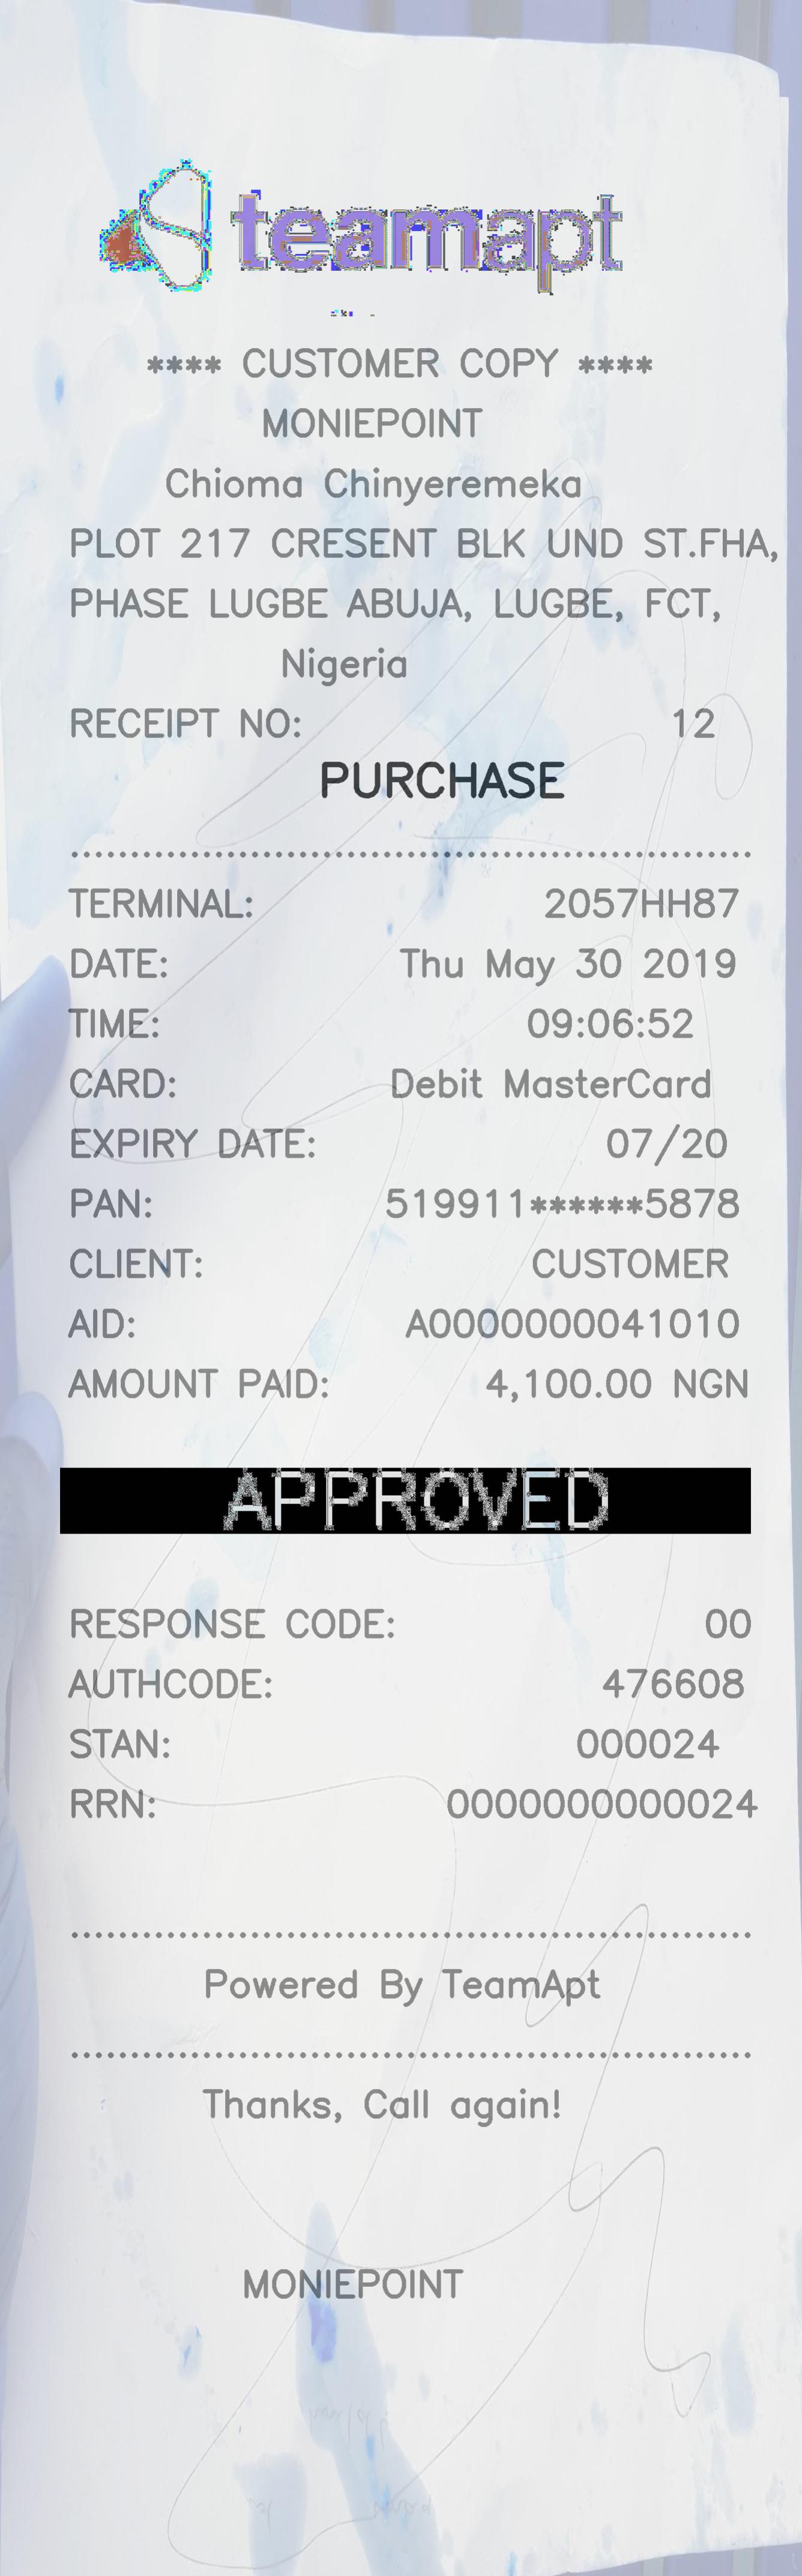 teamapt
**** CUSTOMER COPY ****
MONIEPOINT
Chioma Chinyeremeka
PLOT 217 CRESENT BLK UND ST.FHA,
PHASE LUGBE ABUJA, LUGBE, FCT,
Nigeria
RECEIPT NO: 12
PURCHASE
TERMINAL: 2057HH87
DATE: Thu May 30 2019
TIME: 09:06:52
CARD: Debit MasterCard
EXPIRY DATE: 07/20
PAN: 519911******5878
CLIENT: CUSTOMER
AID: A0000000041010
AMOUNT PAID: 4,100.00 NGN
APPROVED
RESPONSE CODE: 00
AUTHCODE: 476608
STAN: 000024
RRN: 0000000000024
Powered By TeamApt
Thanks, Call again!
MONIEPOINT